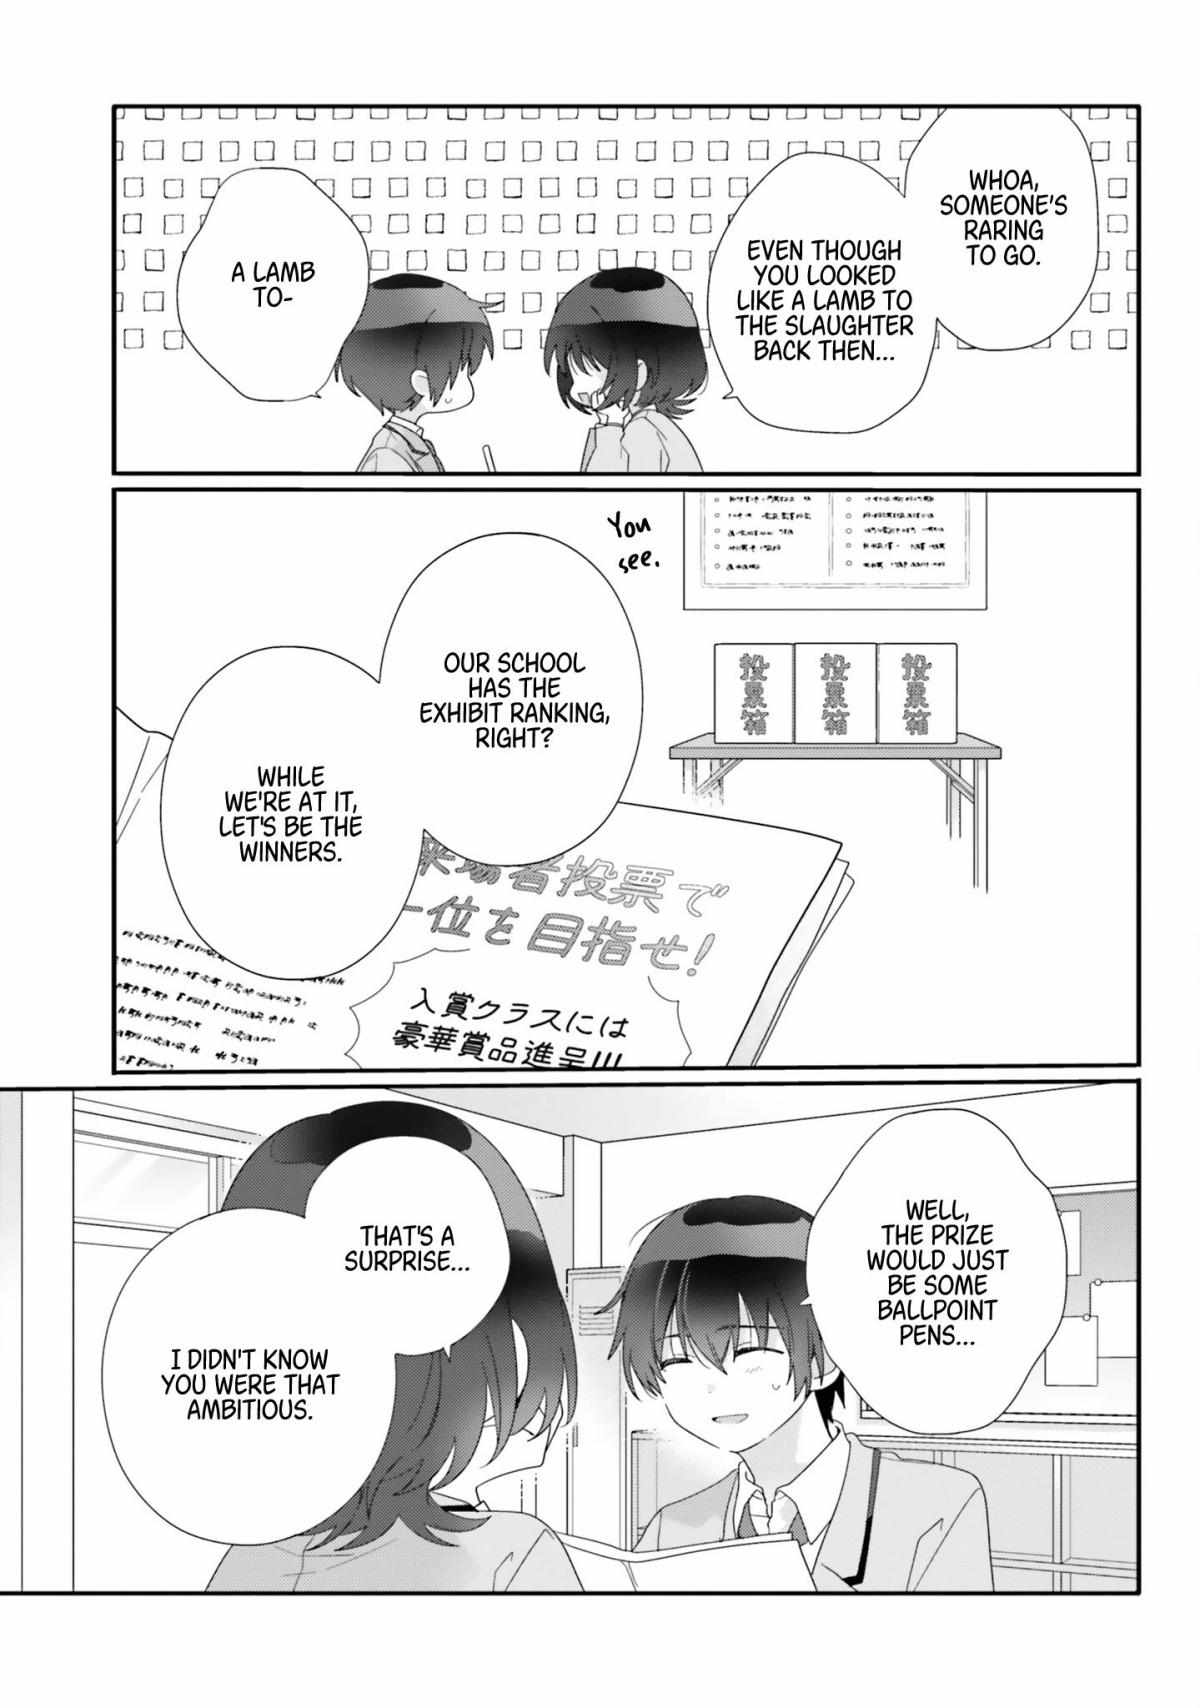 WHOA,
SOMEONE'S
RARING
TO GO.
EVEN THOUGH
YOU LOOKED
LIKE A LAMB TO
THE SLAUGHTER
BACK THEN...
A LAMB
TO-
You
see.
OUR SCHOOL
HAS THE
EXHIBIT RANKING,
RIGHT?
WHILE
WE'RE AT IT,
LET'S BE THE
WINNERS.
投票箱
投票箱
投票箱
来場者投票で
一位を目指せ!
入賞クラスには
豪華賞品進呈!!!
WELL,
THE PRIZE
WOULD JUST
BE SOME
BALLPOINT
PENS...
THAT'S A
SURPRISE...
I DIDN'T KNOW
YOU WERE THAT
AMBITIOUS.